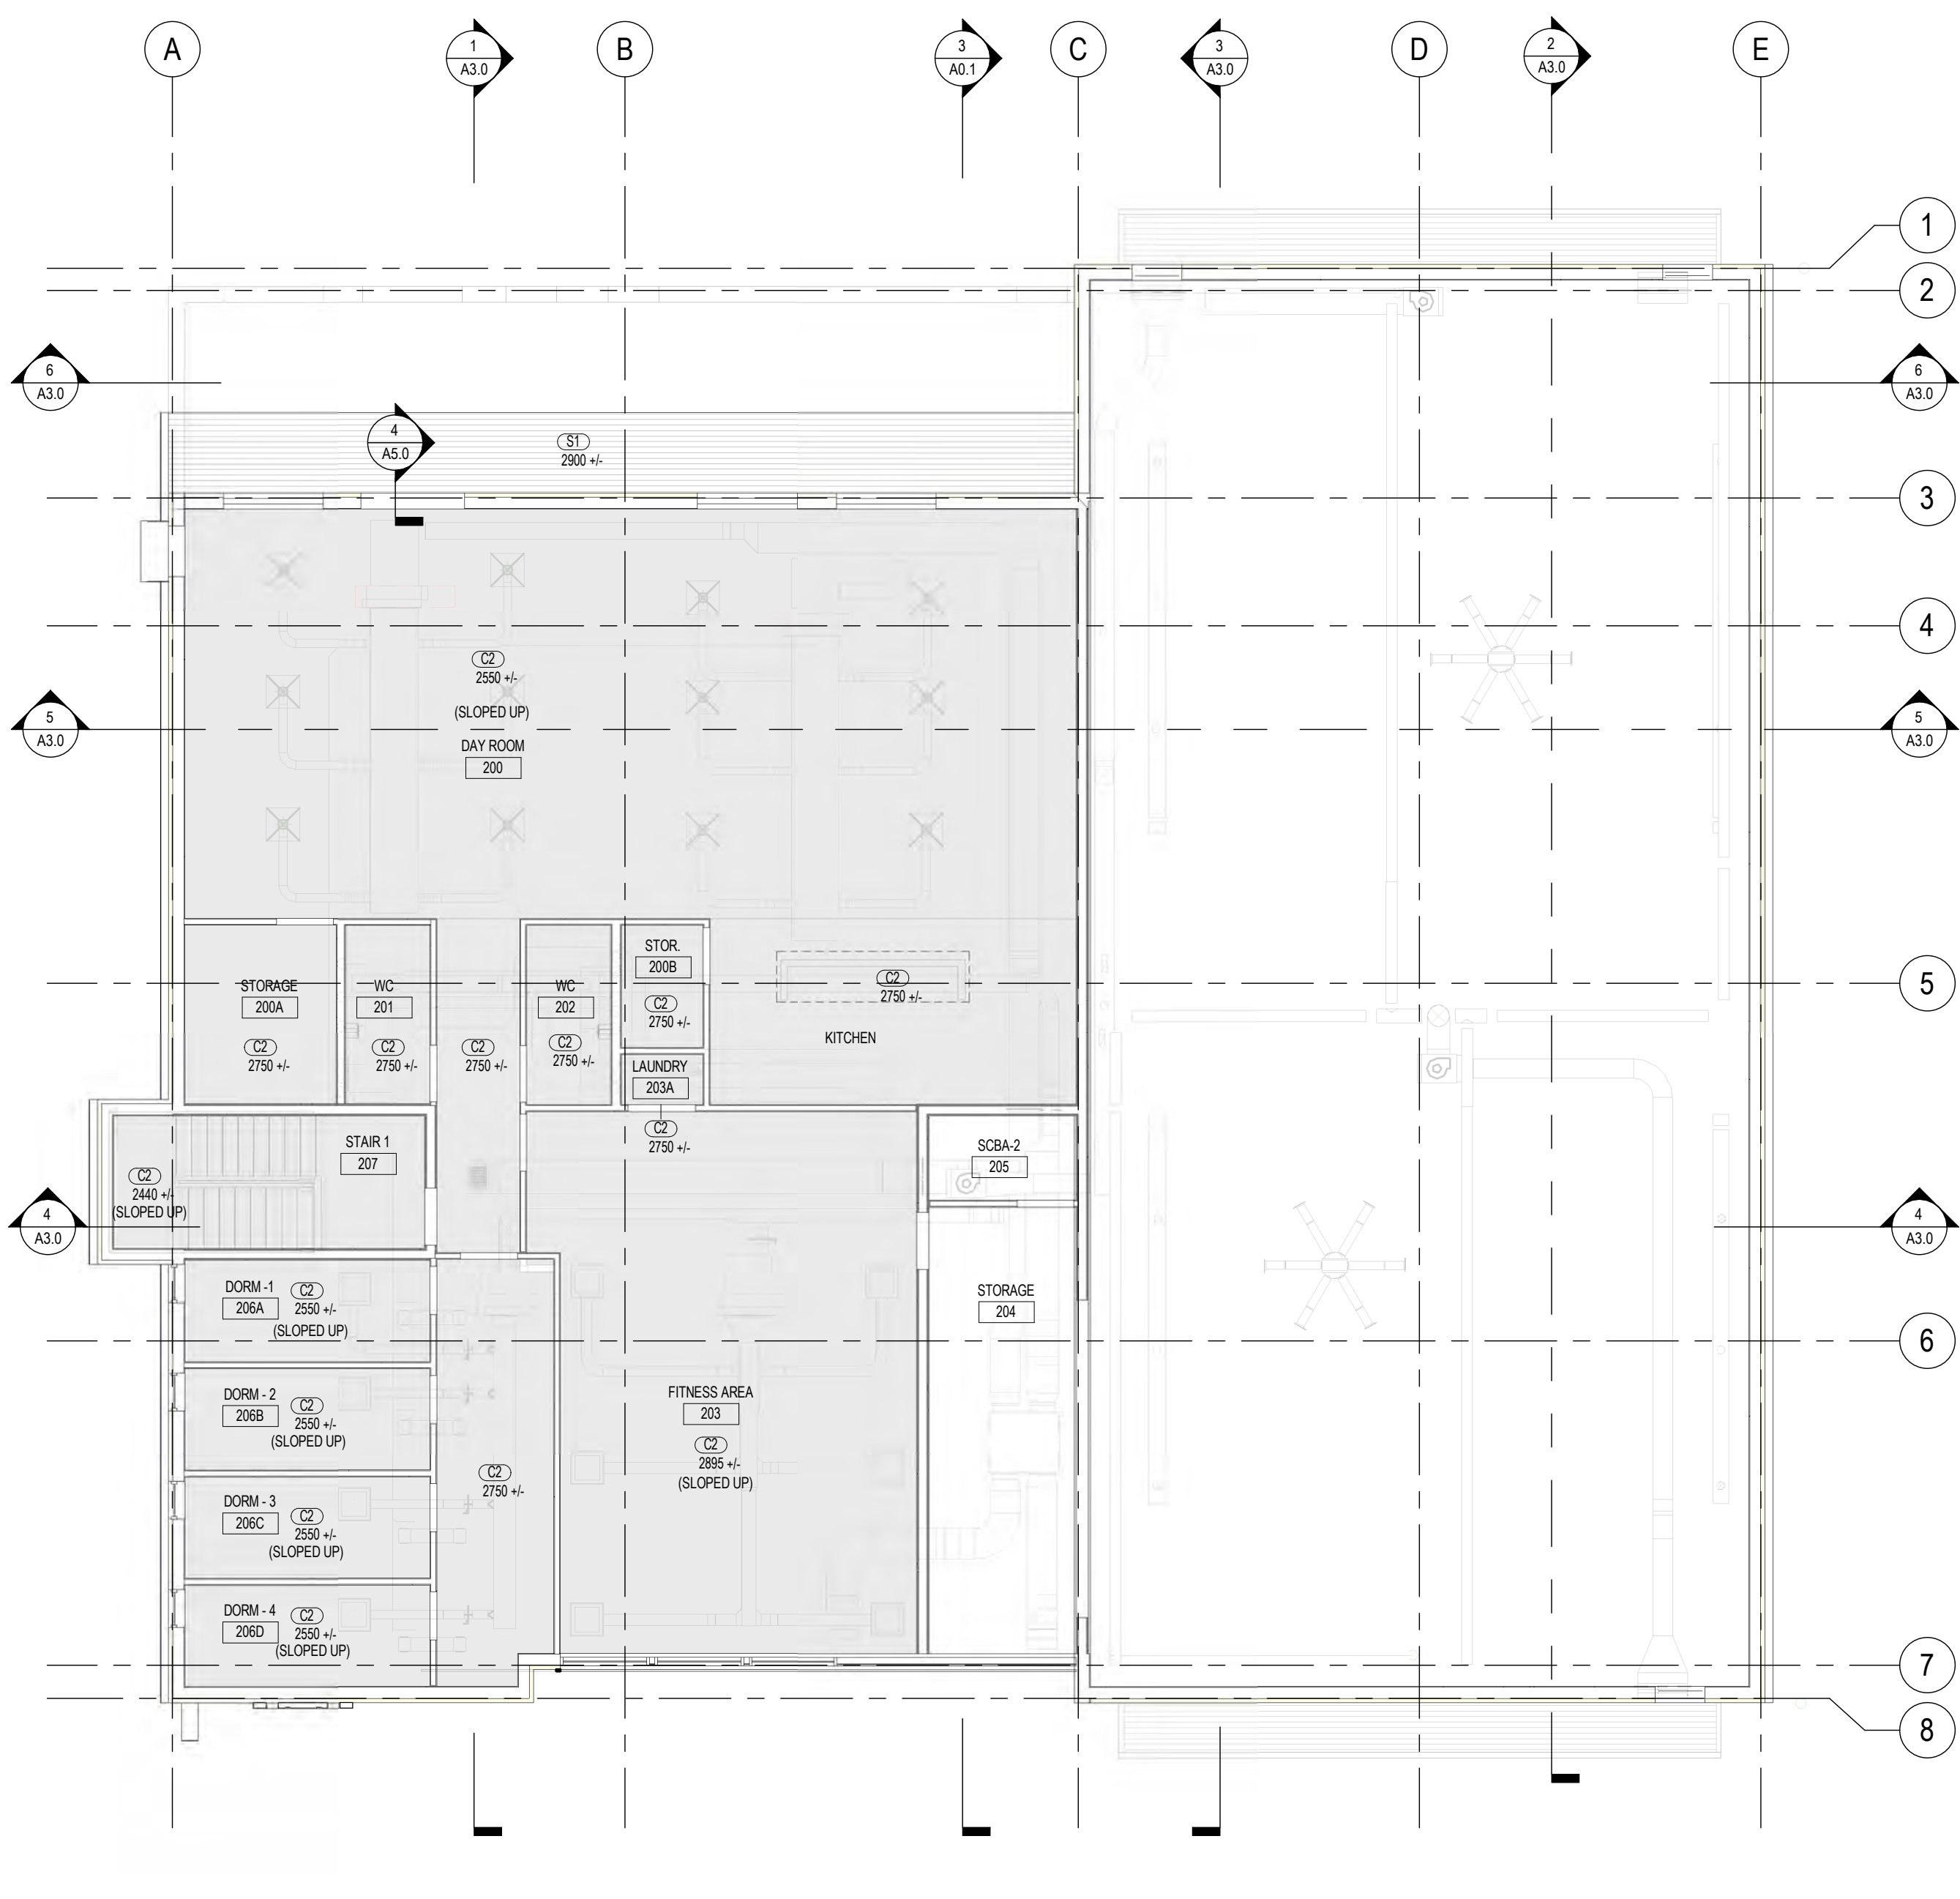 A
1
A3.0
B
3
A0.1
C
3
A3.0
D
2
A3.0
E
1
2
6
A3.0
6
A3.0
4
A5.0
S1
2900 +/-
3
4
C2
2550 +/-
(SLOPED UP)
5
A3.0
5
A3.0
DAY ROOM
200
STOR.
200B
C2
2750 +/-
STORAGE
200A
C2
2750 +/-
WC
201
C2
2750 +/-
C2
2750 +/-
WC
202
C2
2750 +/-
C2
2750 +/-
KITCHEN
5
LAUNDRY
203A
C2
2750 +/-
STAIR 1
207
C2
2440 +/-
(SLOPED UP)
SCBA-2
205
4
A3.0
4
A3.0
DORM -1
206A
C2
2550 +/-
(SLOPED UP)
STORAGE
204
6
DORM - 2
206B
C2
2550 +/-
(SLOPED UP)
FITNESS AREA
203
C2
2895 +/-
(SLOPED UP)
C2
2750 +/-
DORM - 3
206C
C2
2550 +/-
(SLOPED UP)
DORM - 4
206D
C2
2550 +/-
(SLOPED UP)
7
8